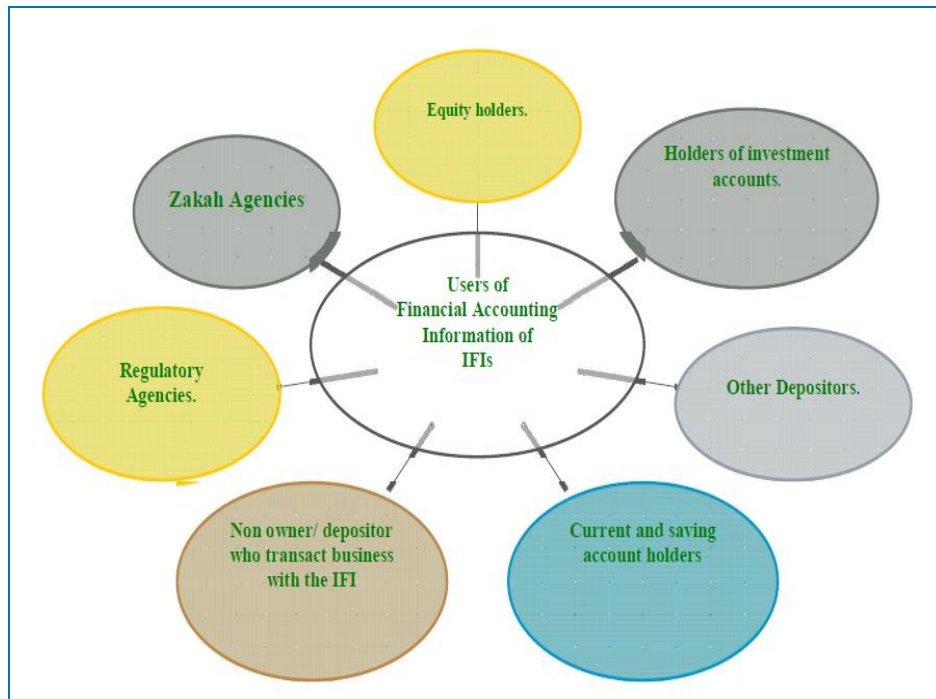 Equity holders.
Holders of investment
accounts.
Zakah Agencies
Users of
Financial Accounting
Information of
IFIs
Regulatory
Agencies.
Other Depositors.
Non owner/ depositor
who transact business
with the IFI
Current and saving
account holders